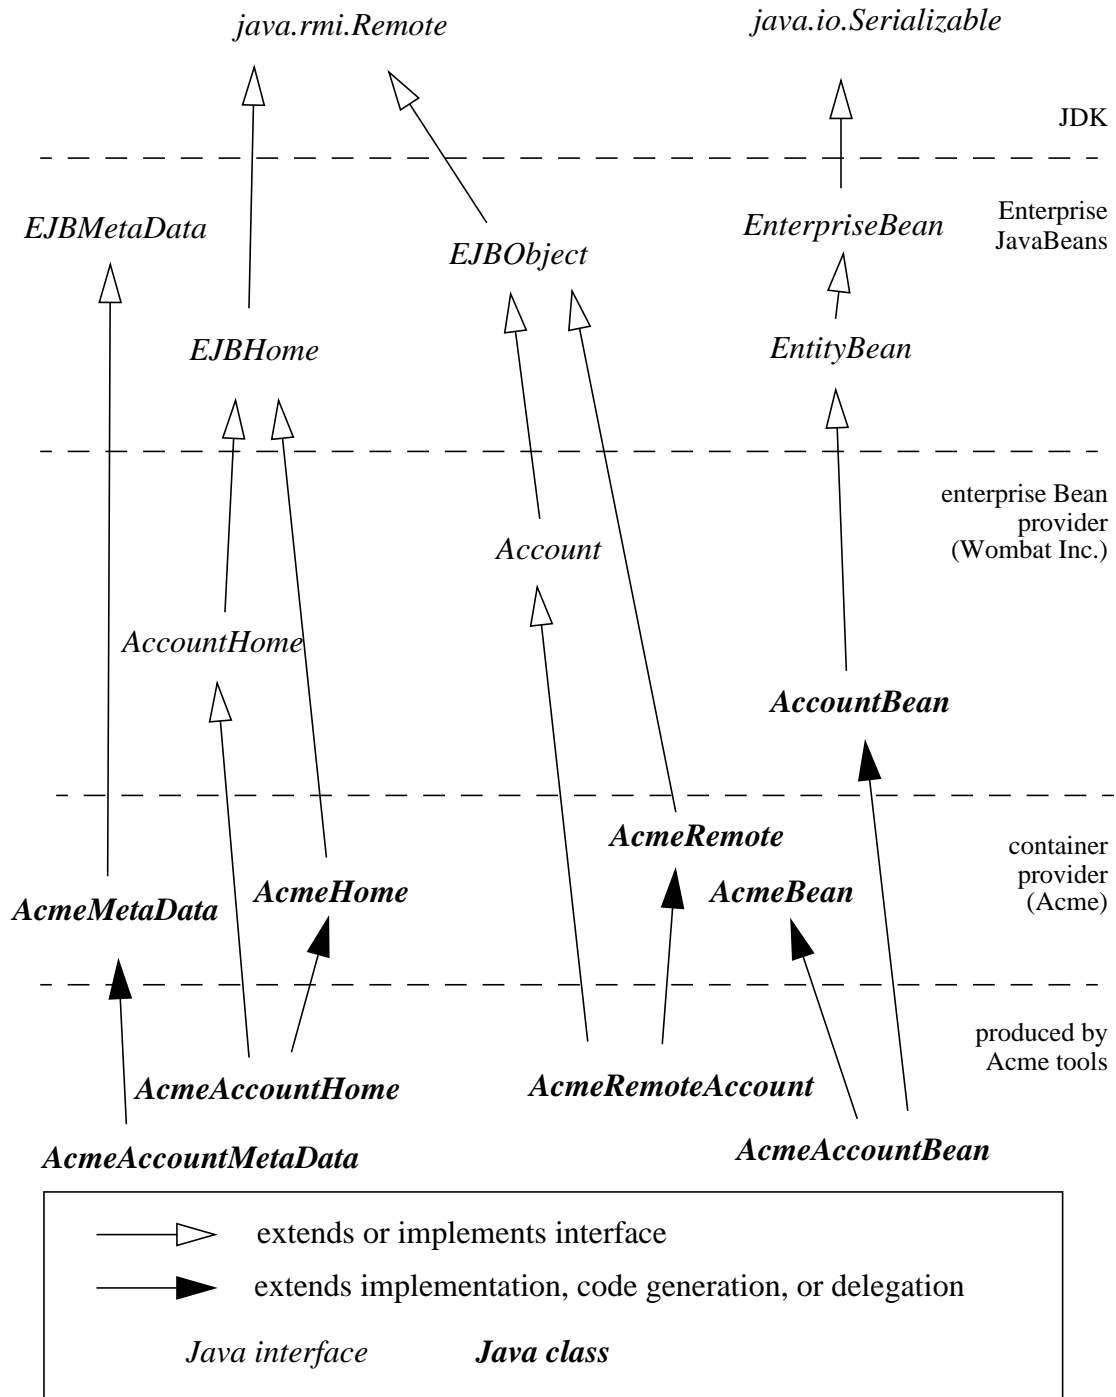 java.rmi.Remote
java.io.Serializable
JDK
EJBMetaData
EJBObject
EnterpriseBean
Enterprise
JavaBeans
EJBHome
EntityBean
enterprise Bean
provider
(Wombat Inc.)
Account
AccountHome
AccountBean
AcmeRemote
container
provider
(Acme)
AcmeHome
AcmeBean
AcmeMetaData
produced by
Acme tools
AcmeAccountHome
AcmeRemoteAccount
AcmeAccountMetaData
AcmeAccountBean
extends or implements interface
extends implementation, code generation, or delegation
Java interface
Java class